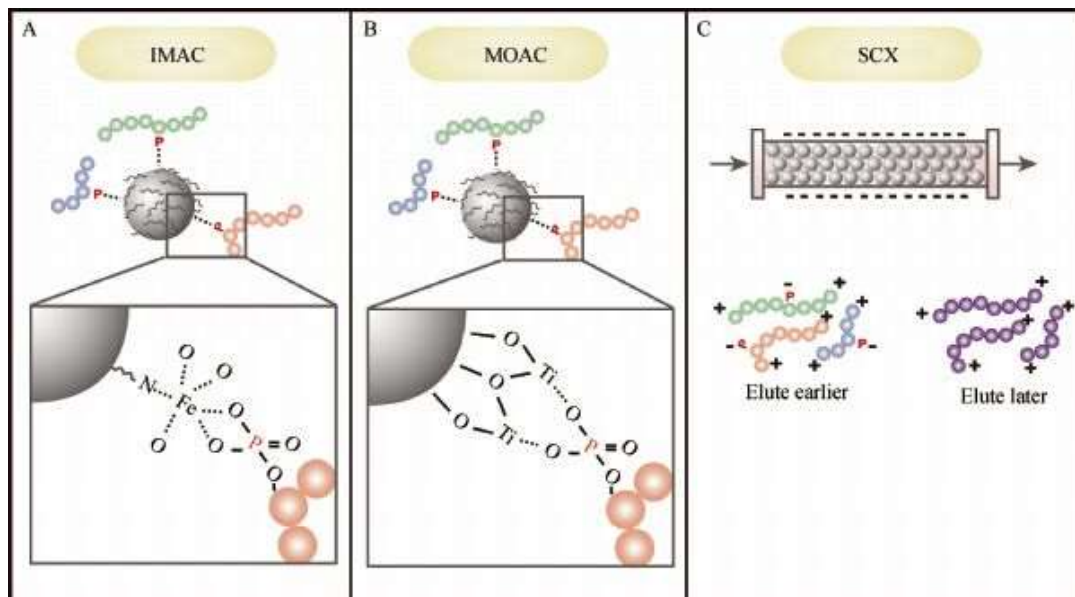 A
IMAC
P
P
P
N
Fe
O
O
O
O
O
P
=O
O
B
MOAC
P
P
P
O
Ti
O
O
O
Ti
O
P
=O
O
C
SCX
- - - - - - - - - - - - - -
- - - - - - - - - - - - - -
-
P
+
+
+
+
- P
P -
+
+
+
+
+
+
+
Elute earlier
Elute later